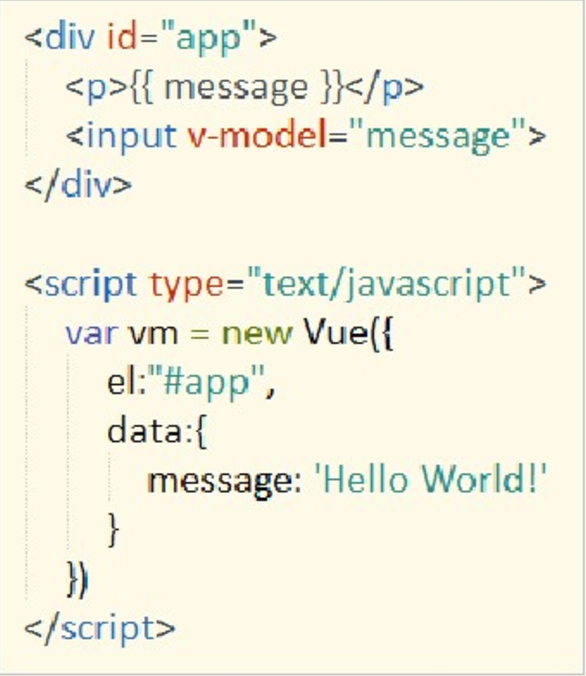 <div id="app">
<p>{{ message }}</p>
<input v-model="message">
</div>
<script type="text/javascript">
var vm = new Vue({
el:"#app",
data:{
message: 'Hello World!'
}
})
</script>